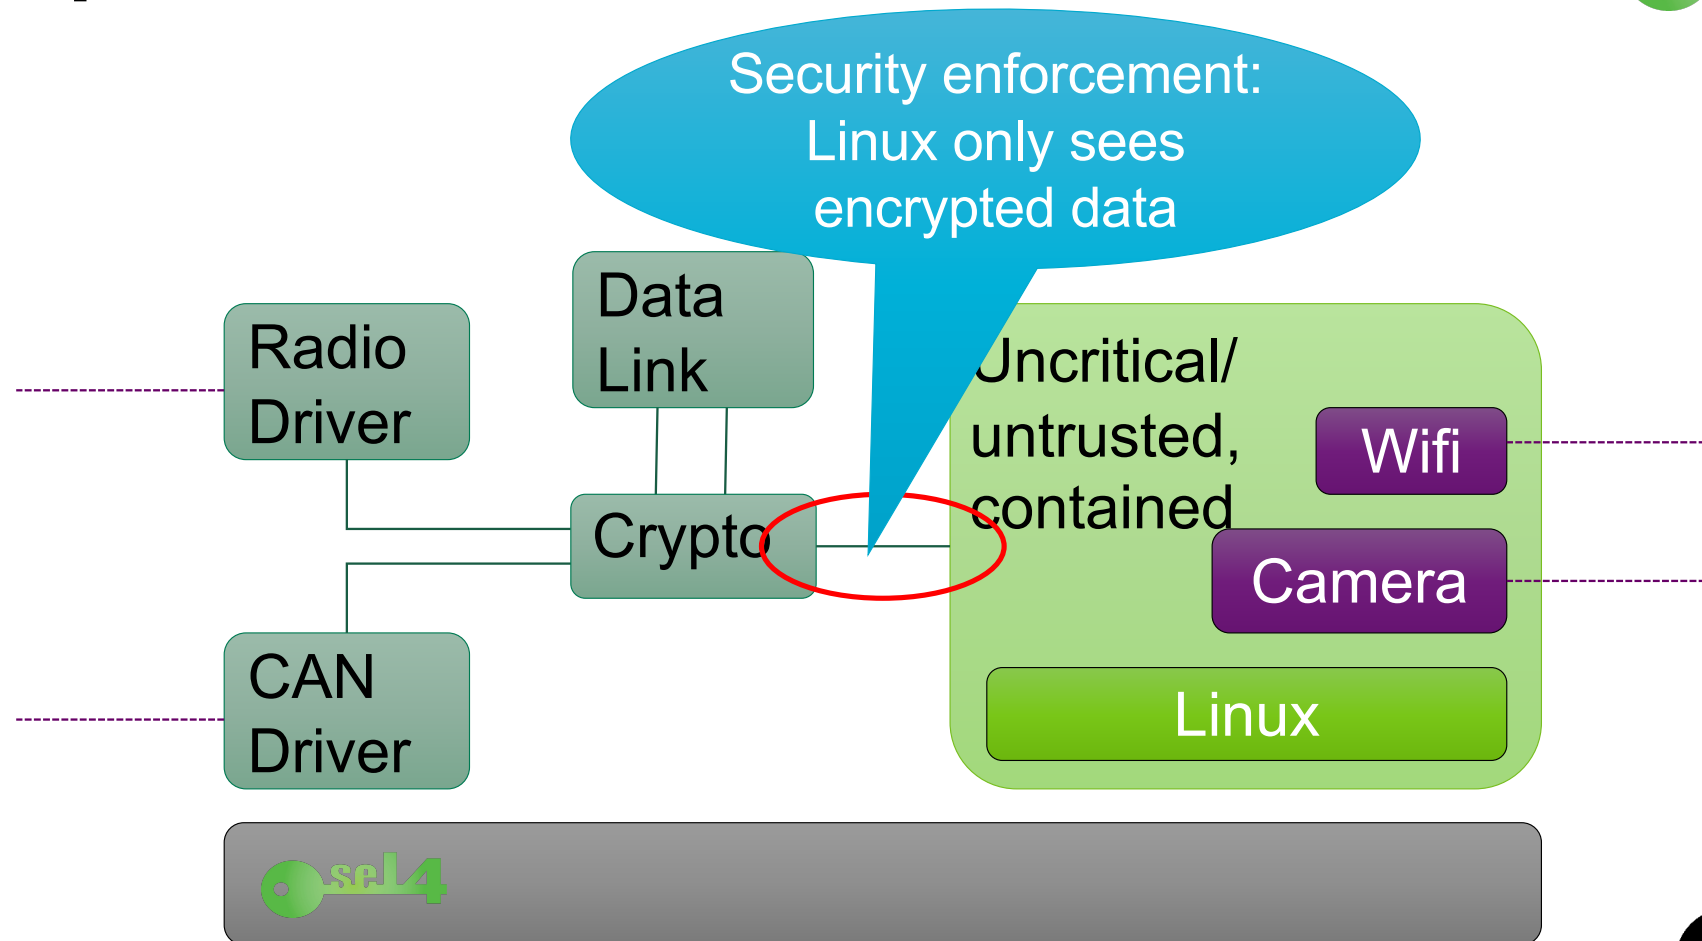 Security enforcement:
Linux only sees
encrypted data
Data
Link
Radio
Driver
Uncritical/
untrusted,
contained
Wifi
Crypto
Camera
CAN
Driver
Linux
seL4